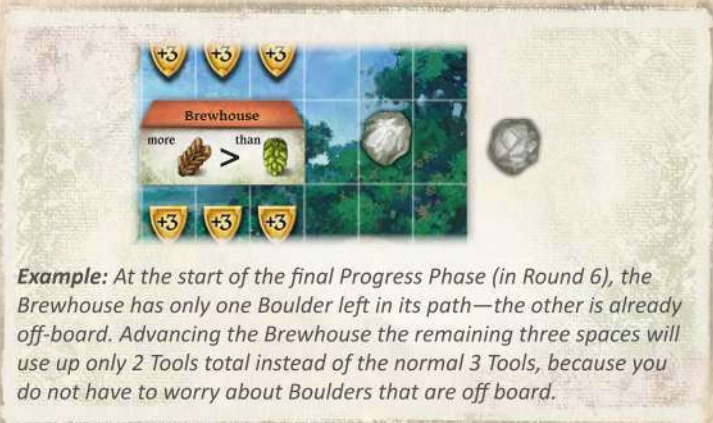 +3 +3 +3
Brewhouse
more > than
+3 +3 +3
Example: At the start of the final Progress Phase (in Round 6), the
Brewhouse has only one Boulder left in its path—the other is already
off-board. Advancing the Brewhouse the remaining three spaces will
use up only 2 Tools total instead of the normal 3 Tools, because you
do not have to worry about Boulders that are off board.